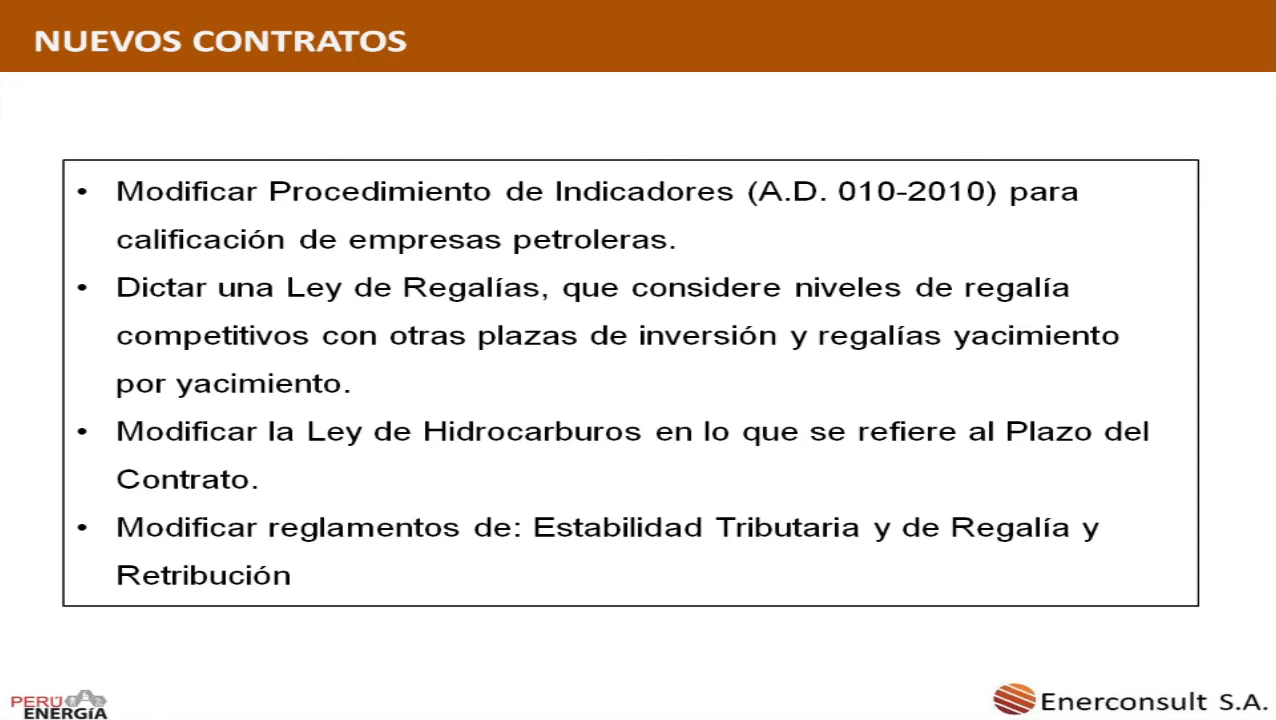 NUEVOS CONTRATOS
• Modificar Procedimiento de Indicadores (A.D. 010-2010) para
calificación de empresas petroleras.
• Dictar una Ley de Regalías, que considere niveles de regalía
competitivos con otras plazas de inversión y regalías yacimiento
por yacimiento.
• Modificar la Ley de Hidrocarburos en lo que se refiere al Plazo del
Contrato.
• Modificar reglamentos de: Estabilidad Tributaria y de Regalía y
Retribución
PERÚ
ENERGÍA
Enerconsult S.A.